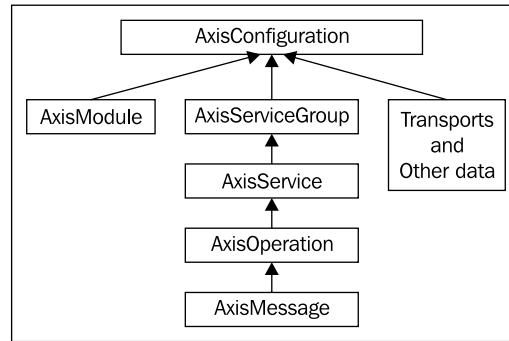 AxisConfiguration
AxisModule
AxisServiceGroup
Transports
and
Other data
AxisService
AxisOperation
AxisMessage